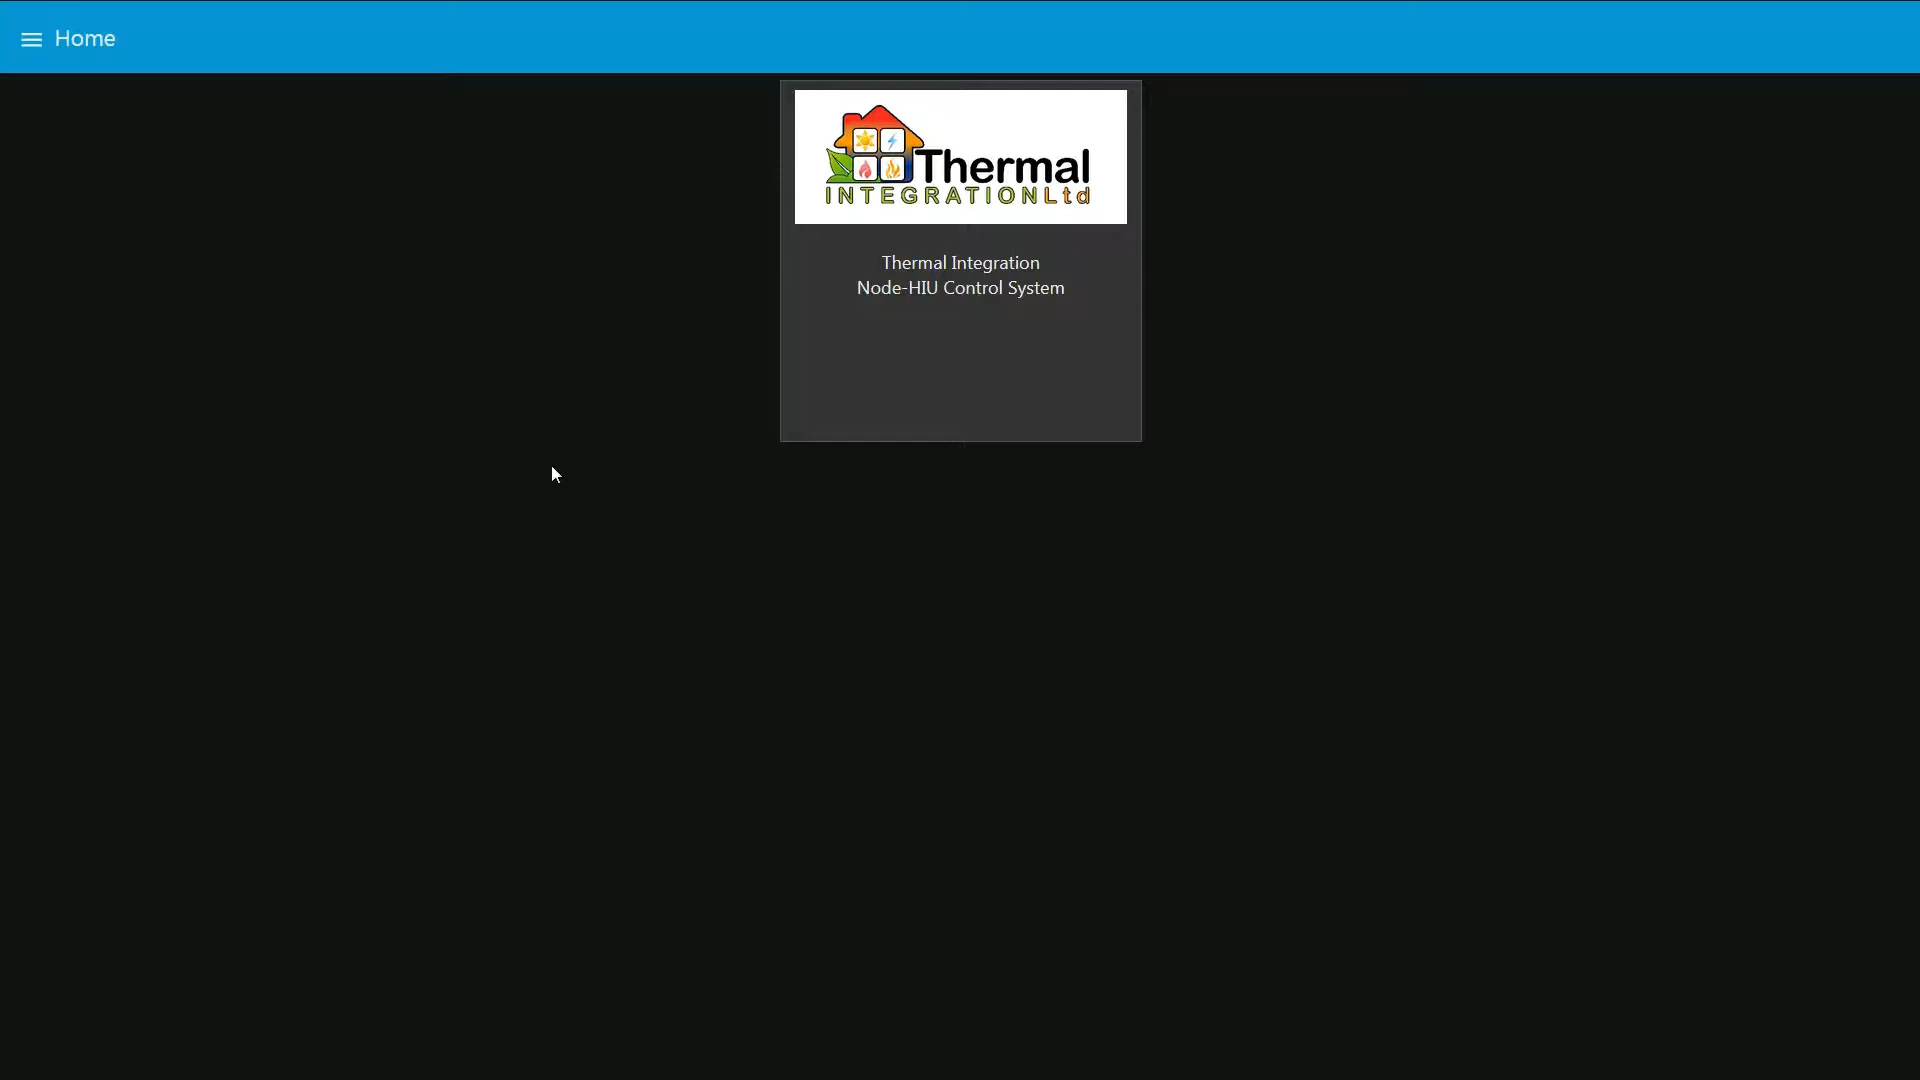 Home
Thermal
INTEGRATIONLtd
Thermal Integration
Node-HIU Control System